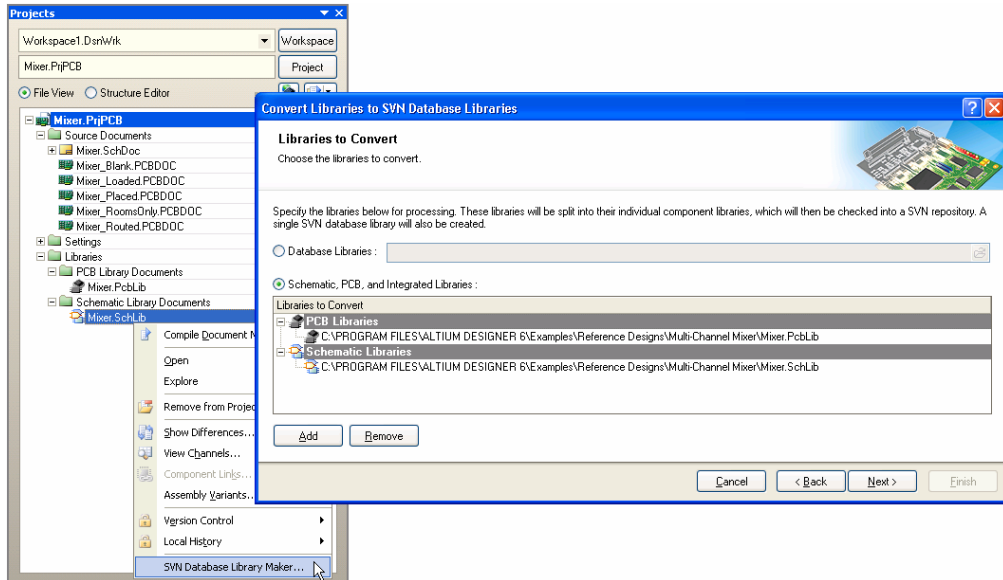 Projects
Workspace1.DsnWrk
Workspace
Mixer.PrjPCB
Project
File View
Structure Editor
Mixer.PrjPCB
Source Documents
Mixer.SchDoc
Mixer_Blank.PCBDOC
Mixer_Loaded.PCBDOC
Mixer_Placed.PCBDOC
Mixer_RoomsOnly.PCBDOC
Mixer_Routed.PCBDOC
Settings
Libraries
PCB Library Documents
Mixer.PcbLib
Schematic Library Documents
Mixer.SchLib
Compile Document M
Open
Explore
Remove from Projec
Show Differences...
View Channels...
Component Links...
Assembly Variants..
Version Control
Local History
SVN Database Library Maker...
Convert Libraries to SVN Database Libraries
Libraries to Convert
Choose the libraries to convert.
Specify the libraries below for processing. These libraries will be split into their individual component libraries, which will then be checked into a SVN repository. A
single SVN database library will also be created.
Database Libraries :
Schematic, PCB, and Integrated Libraries :
Libraries to Convert
PCB Libraries
C:\PROGRAM FILES\ALTIUM DESIGNER 6\Examples\Reference Designs\Multi-Channel Mixer\Mixer.PcbLib
Schematic Libraries
C:\PROGRAM FILES\ALTIUM DESIGNER 6\Examples\Reference Designs\Multi-Channel Mixer\Mixer.SchLib
Add
Remove
Cancel
< Back
Next >
Finish